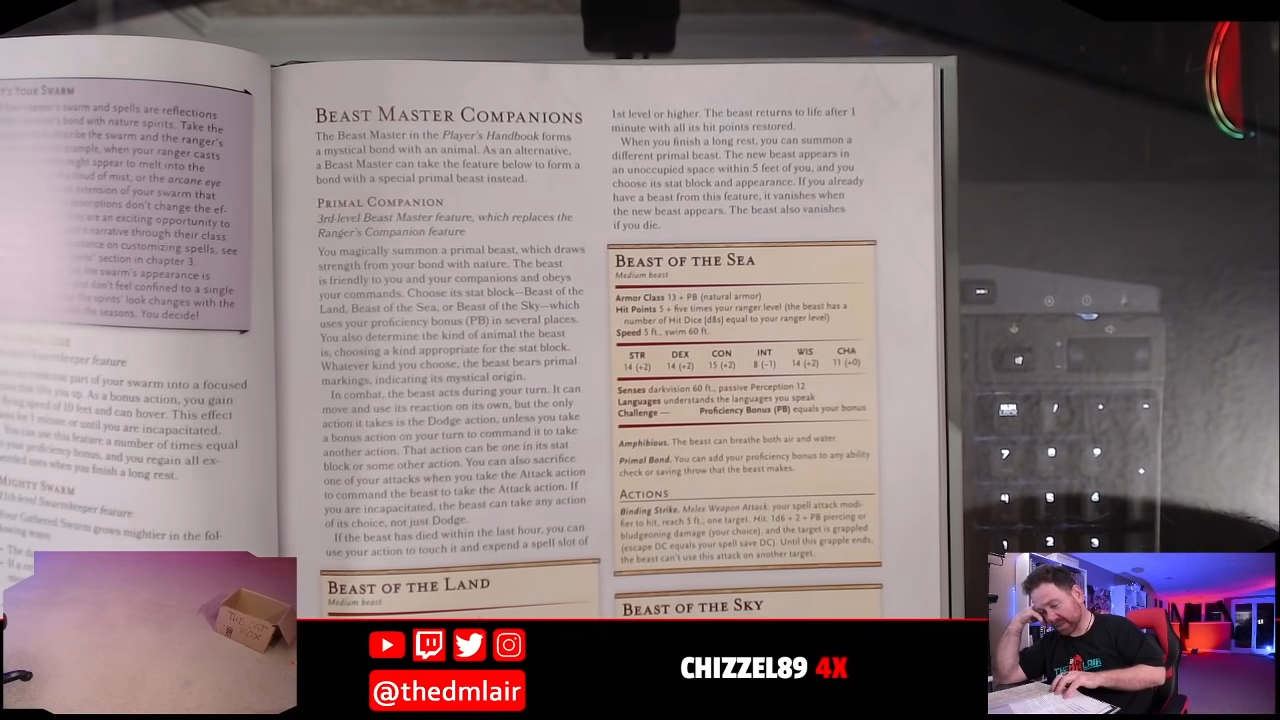 swarm and spells are reflections
bond with nature spirits. Take the
the swarm and the ranger's
when your ranger casts
might appear to melt into the
of mist, or the arcane eye
extension of your swarm that
don't change the ef-
are an exciting opportunity to
narrative through their class
on customizing spells, see
section in chapter 3.
the swarm's appearance is
and don't feel confined to a single
spirits' look changes with the
the seasons. You decide!
Swarmkeeper feature
part of your swarm into a focused
As a bonus action, you gain
speed of 10 feet and can hover. This effect
for 1 minute or until you are incapacitated.
You can use this feature a number of times equal
to your proficiency bonus, and you regain all ex-
pended uses when you finish a long rest.
Mighty Swarm
Swarmkeeper feature
Your Gathered Swarm grows mightier in the fol-
lowing ways:
Beast Master Companions
The Beast Master in the Player's Handbook forms
a mystical bond with an animal. As an alternative,
a Beast Master can take the feature below to form a
bond with a special primal beast instead.
Primal Companion
3rd-level Beast Master feature, which replaces the
Ranger's Companion feature
You magically summon a primal beast, which draws
strength from your bond with nature. The beast
is friendly to you and your companions and obeys
your commands. Choose its stat block—Beast of the
Land, Beast of the Sea, or Beast of the Sky—which
uses your proficiency bonus (PB) in several places.
You also determine the kind of animal the beast
is, choosing a kind appropriate for the stat block.
Whatever kind you choose, the beast bears primal
markings, indicating its mystical origin.
In combat, the beast acts during your turn. It can
move and use its reaction on its own, but the only
action it takes is the Dodge action, unless you take
a bonus action on your turn to command it to take
another action. That action can be one in its stat
block or some other action. You can also sacrifice
one of your attacks when you take the Attack action
to command the beast to take the Attack action. If
you are incapacitated, the beast can take any action
of its choice, not just Dodge.
If the beast has died within the last hour, you can
use your action to touch it and expend a spell slot of
Beast of the Land
Medium beast
1st level or higher. The beast returns to life after 1
minute with all its hit points restored.
When you finish a long rest, you can summon a
different primal beast. The new beast appears in
an unoccupied space within 5 feet of you, and you
choose its stat block and appearance. If you already
have a beast from this feature, it vanishes when
the new beast appears. The beast also vanishes
if you die.
Beast of the Sea
Medium beast
Armor Class 13 + PB (natural armor)
Hit Points 5 + five times your ranger level (the beast has a
number of Hit Dice [d8s] equal to your ranger level)
Speed 5 ft., swim 60 ft.
STR DEX CON INT WIS CHA
14 (+2) 14 (+2) 15 (+2) 8 (−1) 14 (+2) 11 (+0)
Senses darkvision 60 ft., passive Perception 12
Languages understands the languages you speak
Challenge — Proficiency Bonus (PB) equals your bonus
Amphibious. The beast can breathe both air and water.
Primal Bond. You can add your proficiency bonus to any ability
check or saving throw that the beast makes.
Actions
Binding Strike. Melee Weapon Attack: your spell attack modi-
fier to hit, reach 5 ft., one target. Hit: 1d6 + 2 + PB piercing or
bludgeoning damage (your choice), and the target is grappled
(escape DC equals your spell save DC). Until this grapple ends,
the beast can't use this attack on another target.
Beast of the Sky
7 8 9
4 5 6
1 2 3
THE CAT
BOX
@thedmlair
CHIZZEL89 4X